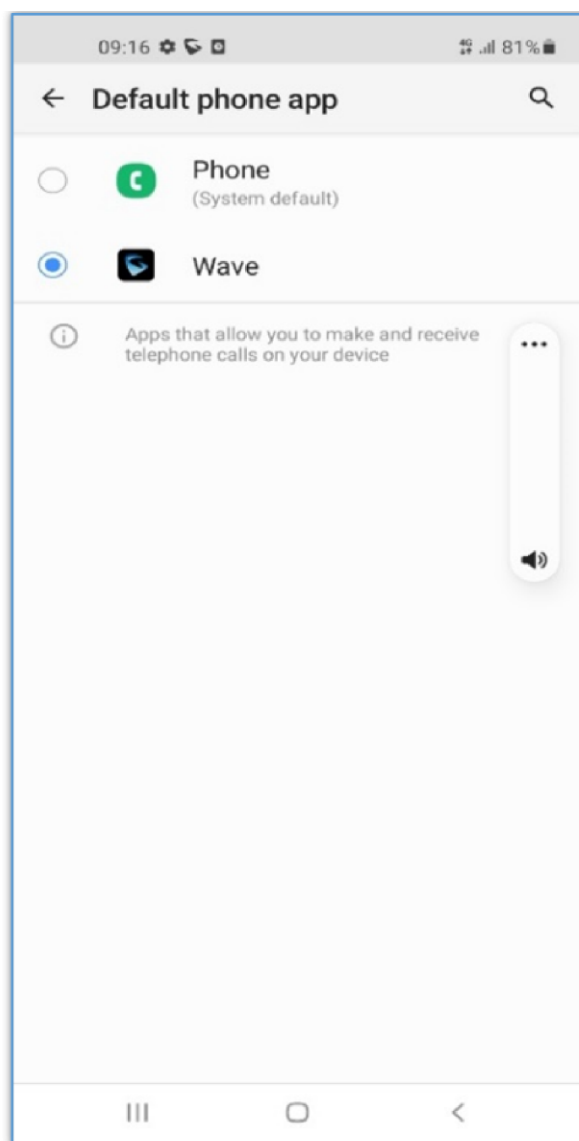 09:16
4G 81%
Default phone app
Phone
(System default)
Wave
Apps that allow you to make and receive
telephone calls on your device